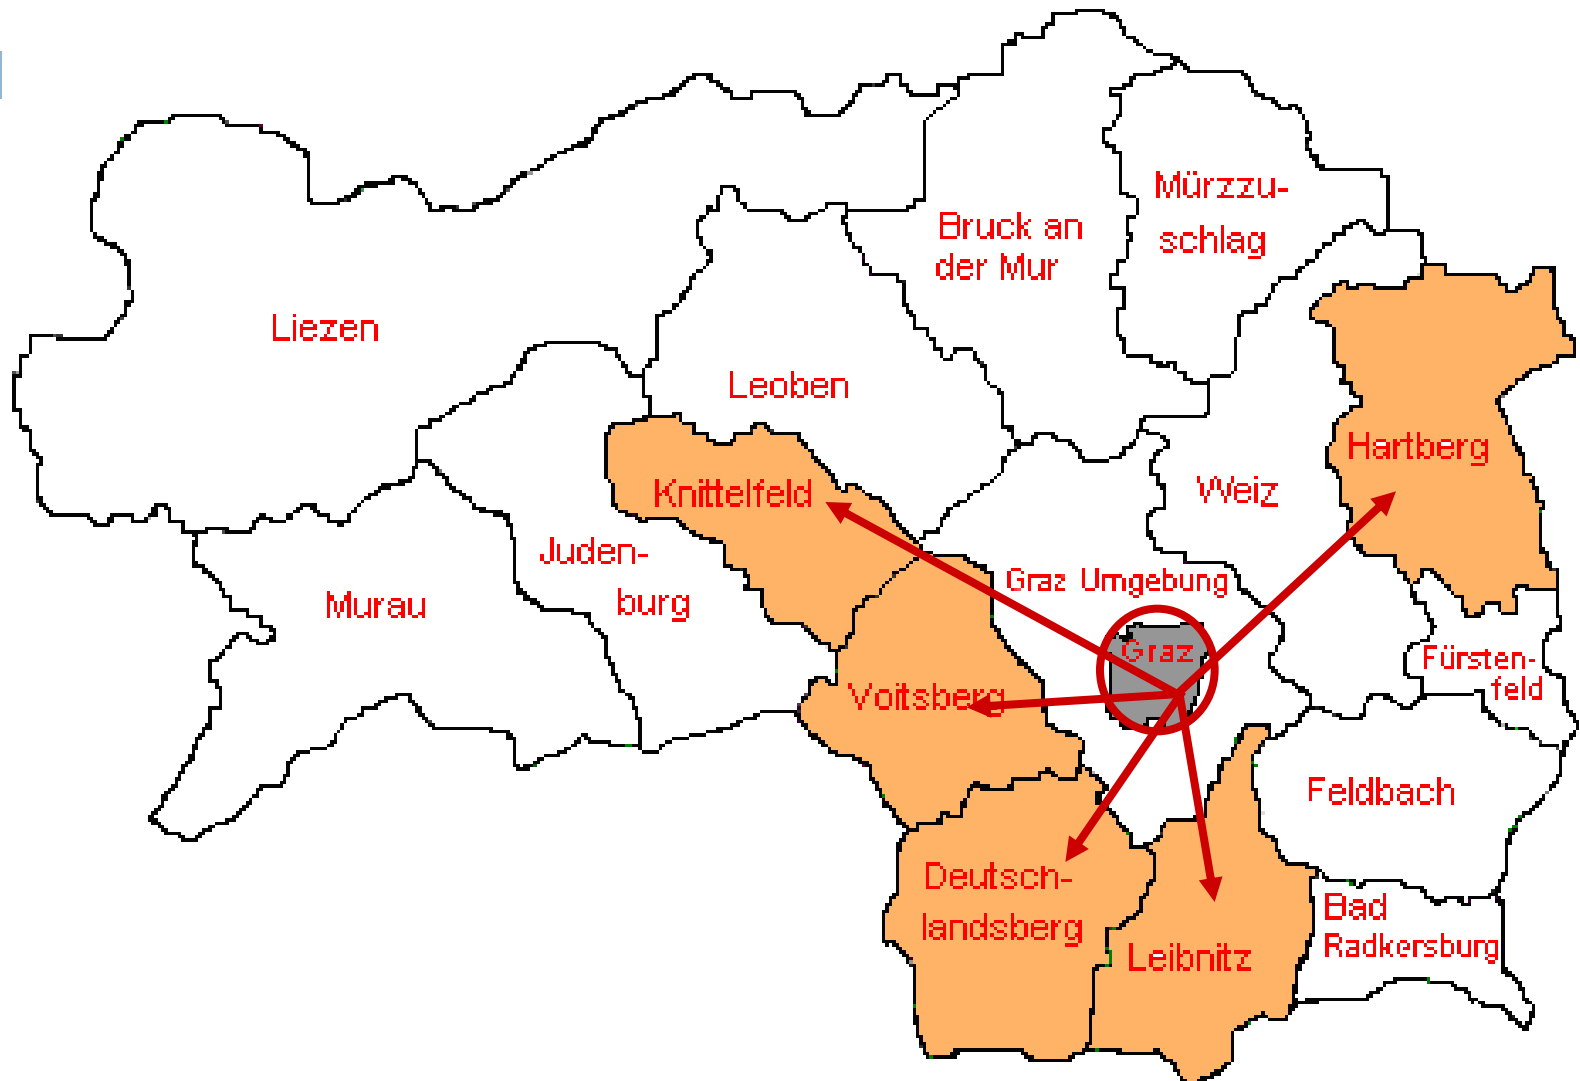 Mürzzu-
schlag
Bruck an
der Mur
Liezen
Leoben
Hartberg
Knittelfeld
Weiz
Juden-
burg
Graz Umgebung
Murau
Graz
Fürsten-
feld
Voitsberg
Feldbach
Deutsch-
landsberg
Bad
Radkersburg
Leibnitz